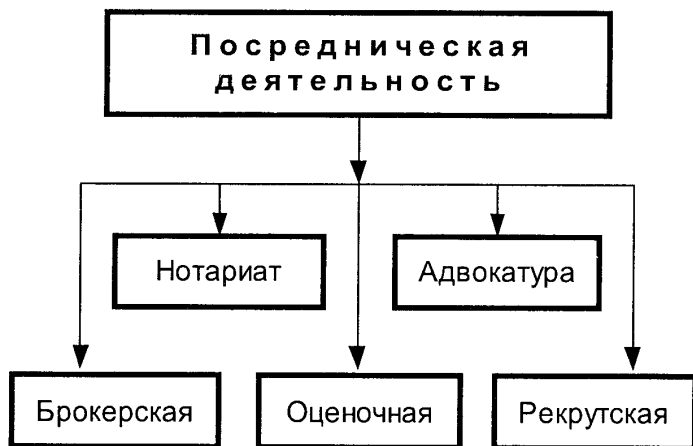 Посредническая
деятельность
Нотариат
Адвокатура
Брокерская
Оценочная
Рекрутская